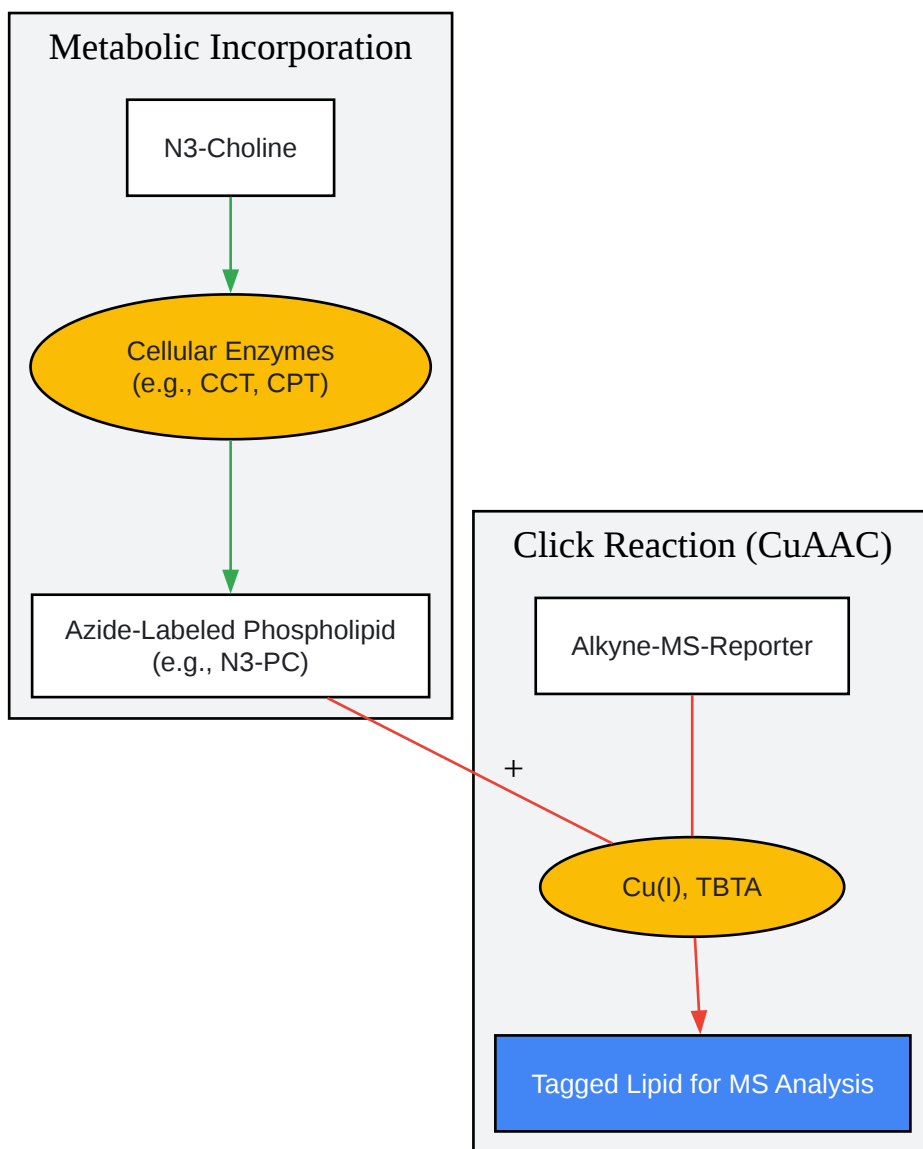 Metabolic Incorporation
N3-Choline
Cellular Enzymes
(e.g., CCT, CPT)
Azide-Labeled Phospholipid
(e.g., N3-PC)
Click Reaction (CuAAC)
Alkyne-MS-Reporter
+
Cu(I), TBTA
Tagged Lipid for MS Analysis